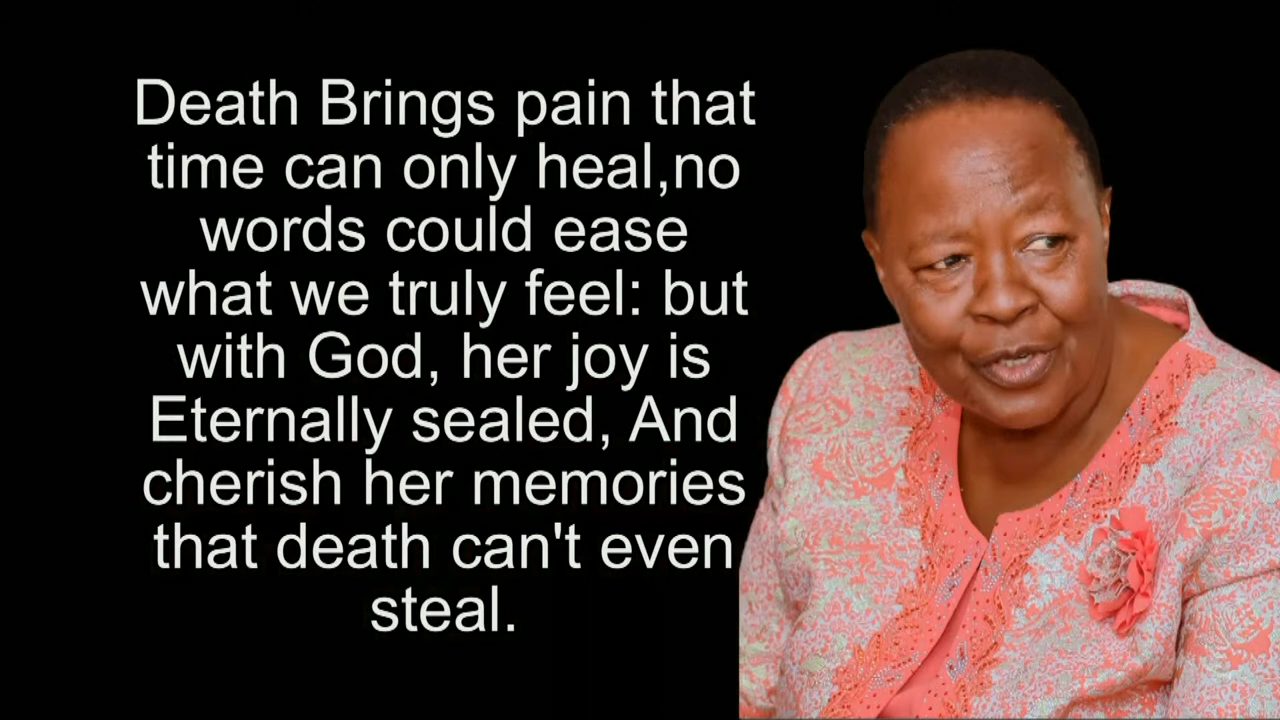 Death Brings pain that
time can only heal,no
words could ease
what we truly feel: but
with God, her joy is
Eternally sealed, And
cherish her memories
that death can't even
steal.